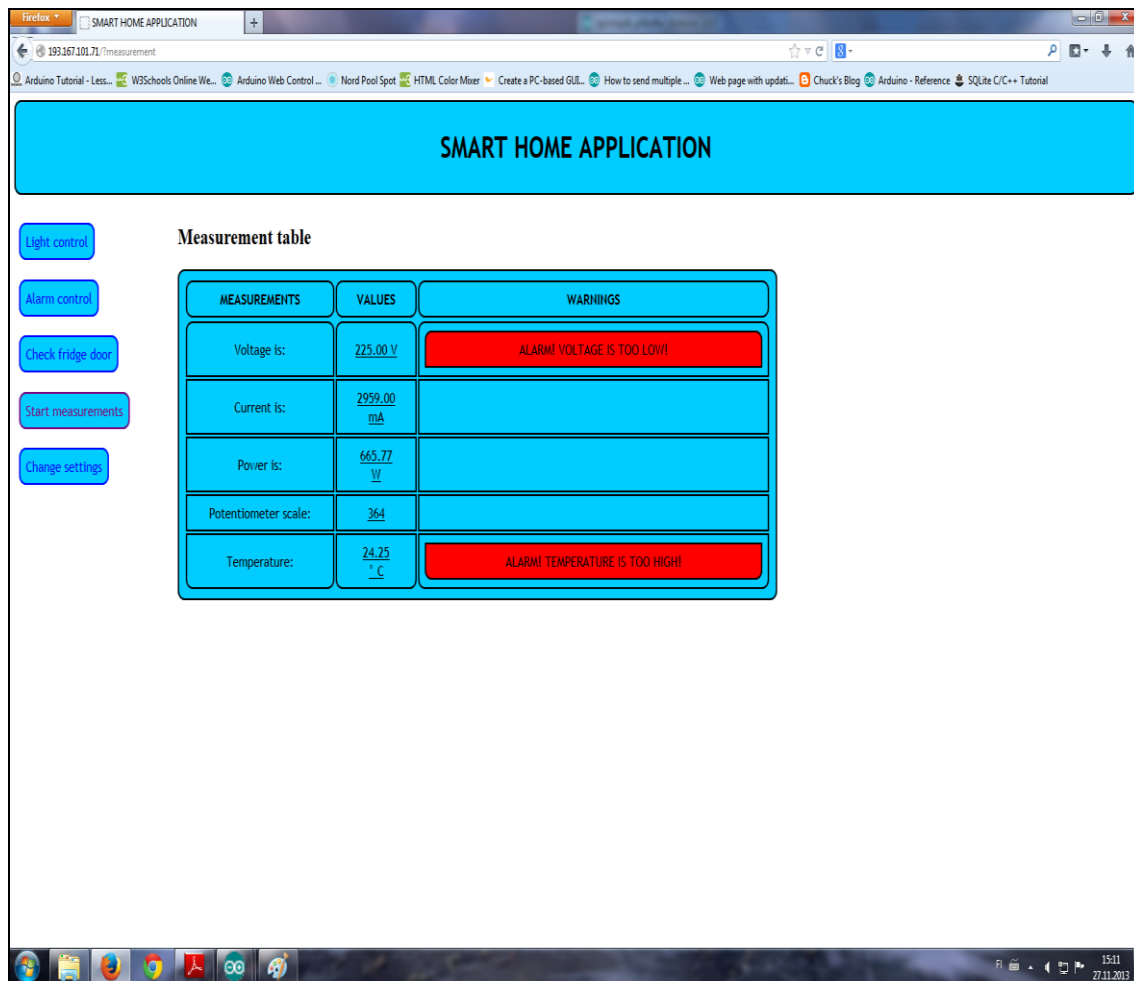 Firefox
SMART HOME APPLICATION
+
193.167.101.71/?measurement
8
Arduino Tutorial - Less...
W3Schools Online We...
Arduino Web Control ...
Nord Pool Spot
HTML Color Mixer
Create a PC-based GUI...
How to send multiple ...
Web page with updati...
Chuck's Blog
Arduino - Reference
SQLite C/C++ Tutorial
SMART HOME APPLICATION
Light control
Alarm control
Check fridge door
Start measurements
Change settings
Measurement table
MEASUREMENTS VALUES WARNINGS
Voltage is: 225.00 V ALARM! VOLTAGE IS TOO LOW!
Current is: 2959.00
mA
Power is: 665.77
W
Potentiometer scale: 364
Temperature: 24.25
° C
ALARM! TEMPERATURE IS TOO HIGH!
FI
15:11
27.11.2013